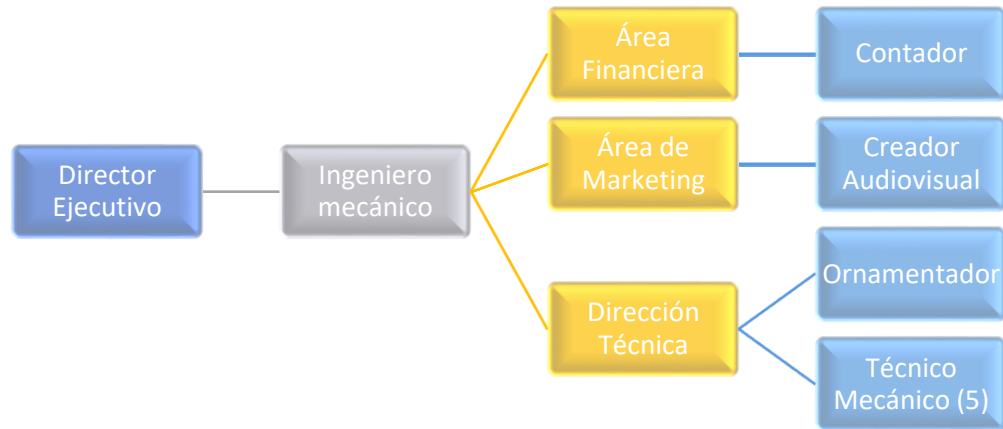 Director
Ejecutivo
Ingeniero
mecánico
Área
Financiera
Contador
Área de
Marketing
Creador
Audiovisual
Dirección
Técnica
Ornamentador
Técnico
Mecánico (5)